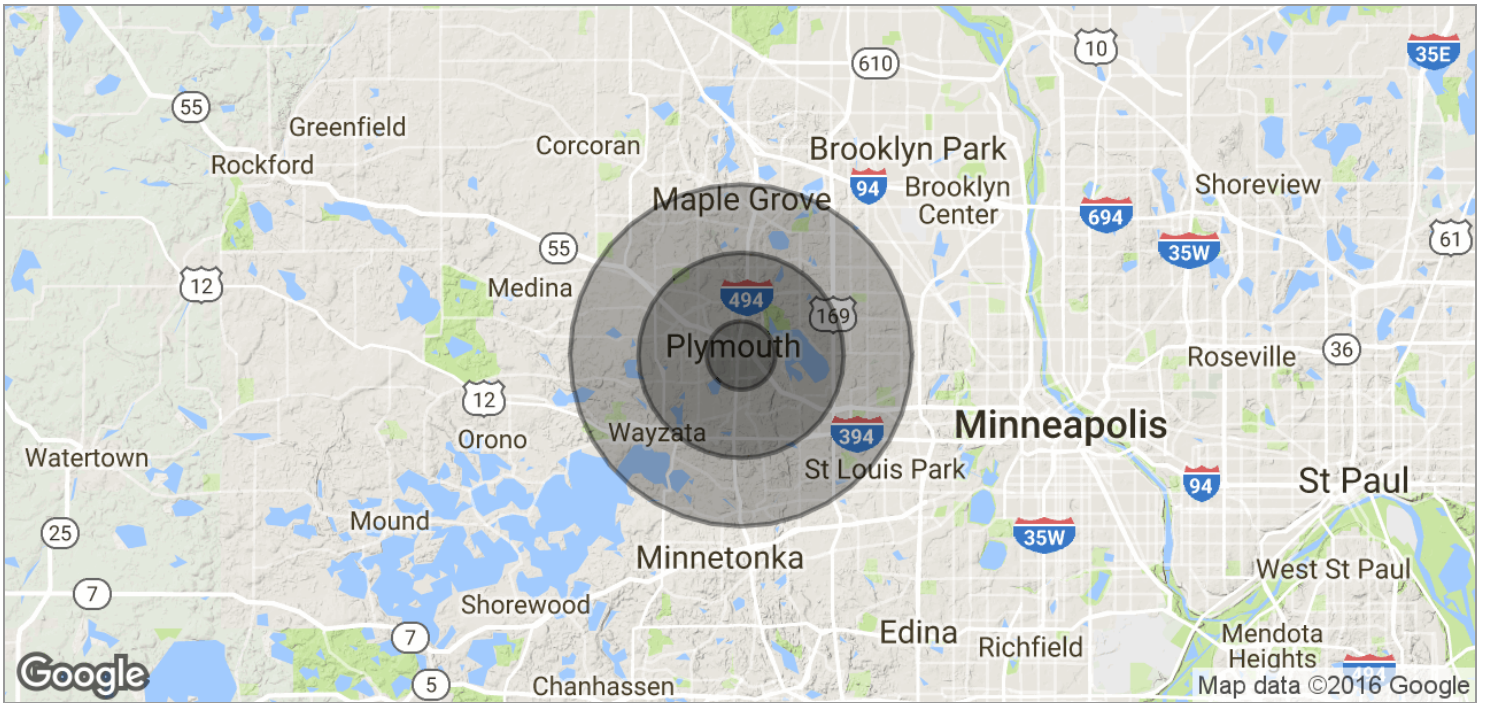 10
35E
610
55
Greenfield
Corcoran
Brooklyn Park
Rockford
94
Brooklyn
Center
Shoreview
Maple Grove
694
61
55
35W
12
Medina
494
169
Plymouth
Roseville
36
12
Orono
Wayzata
394
Minneapolis
Watertown
St Louis Park
94
St Paul
Mound
25
35W
Minnetonka
West St Paul
7
Shorewood
7
Edina
Richfield
Mendota
Heights
Google
5
Chanhassen
Map data ©2016 Google